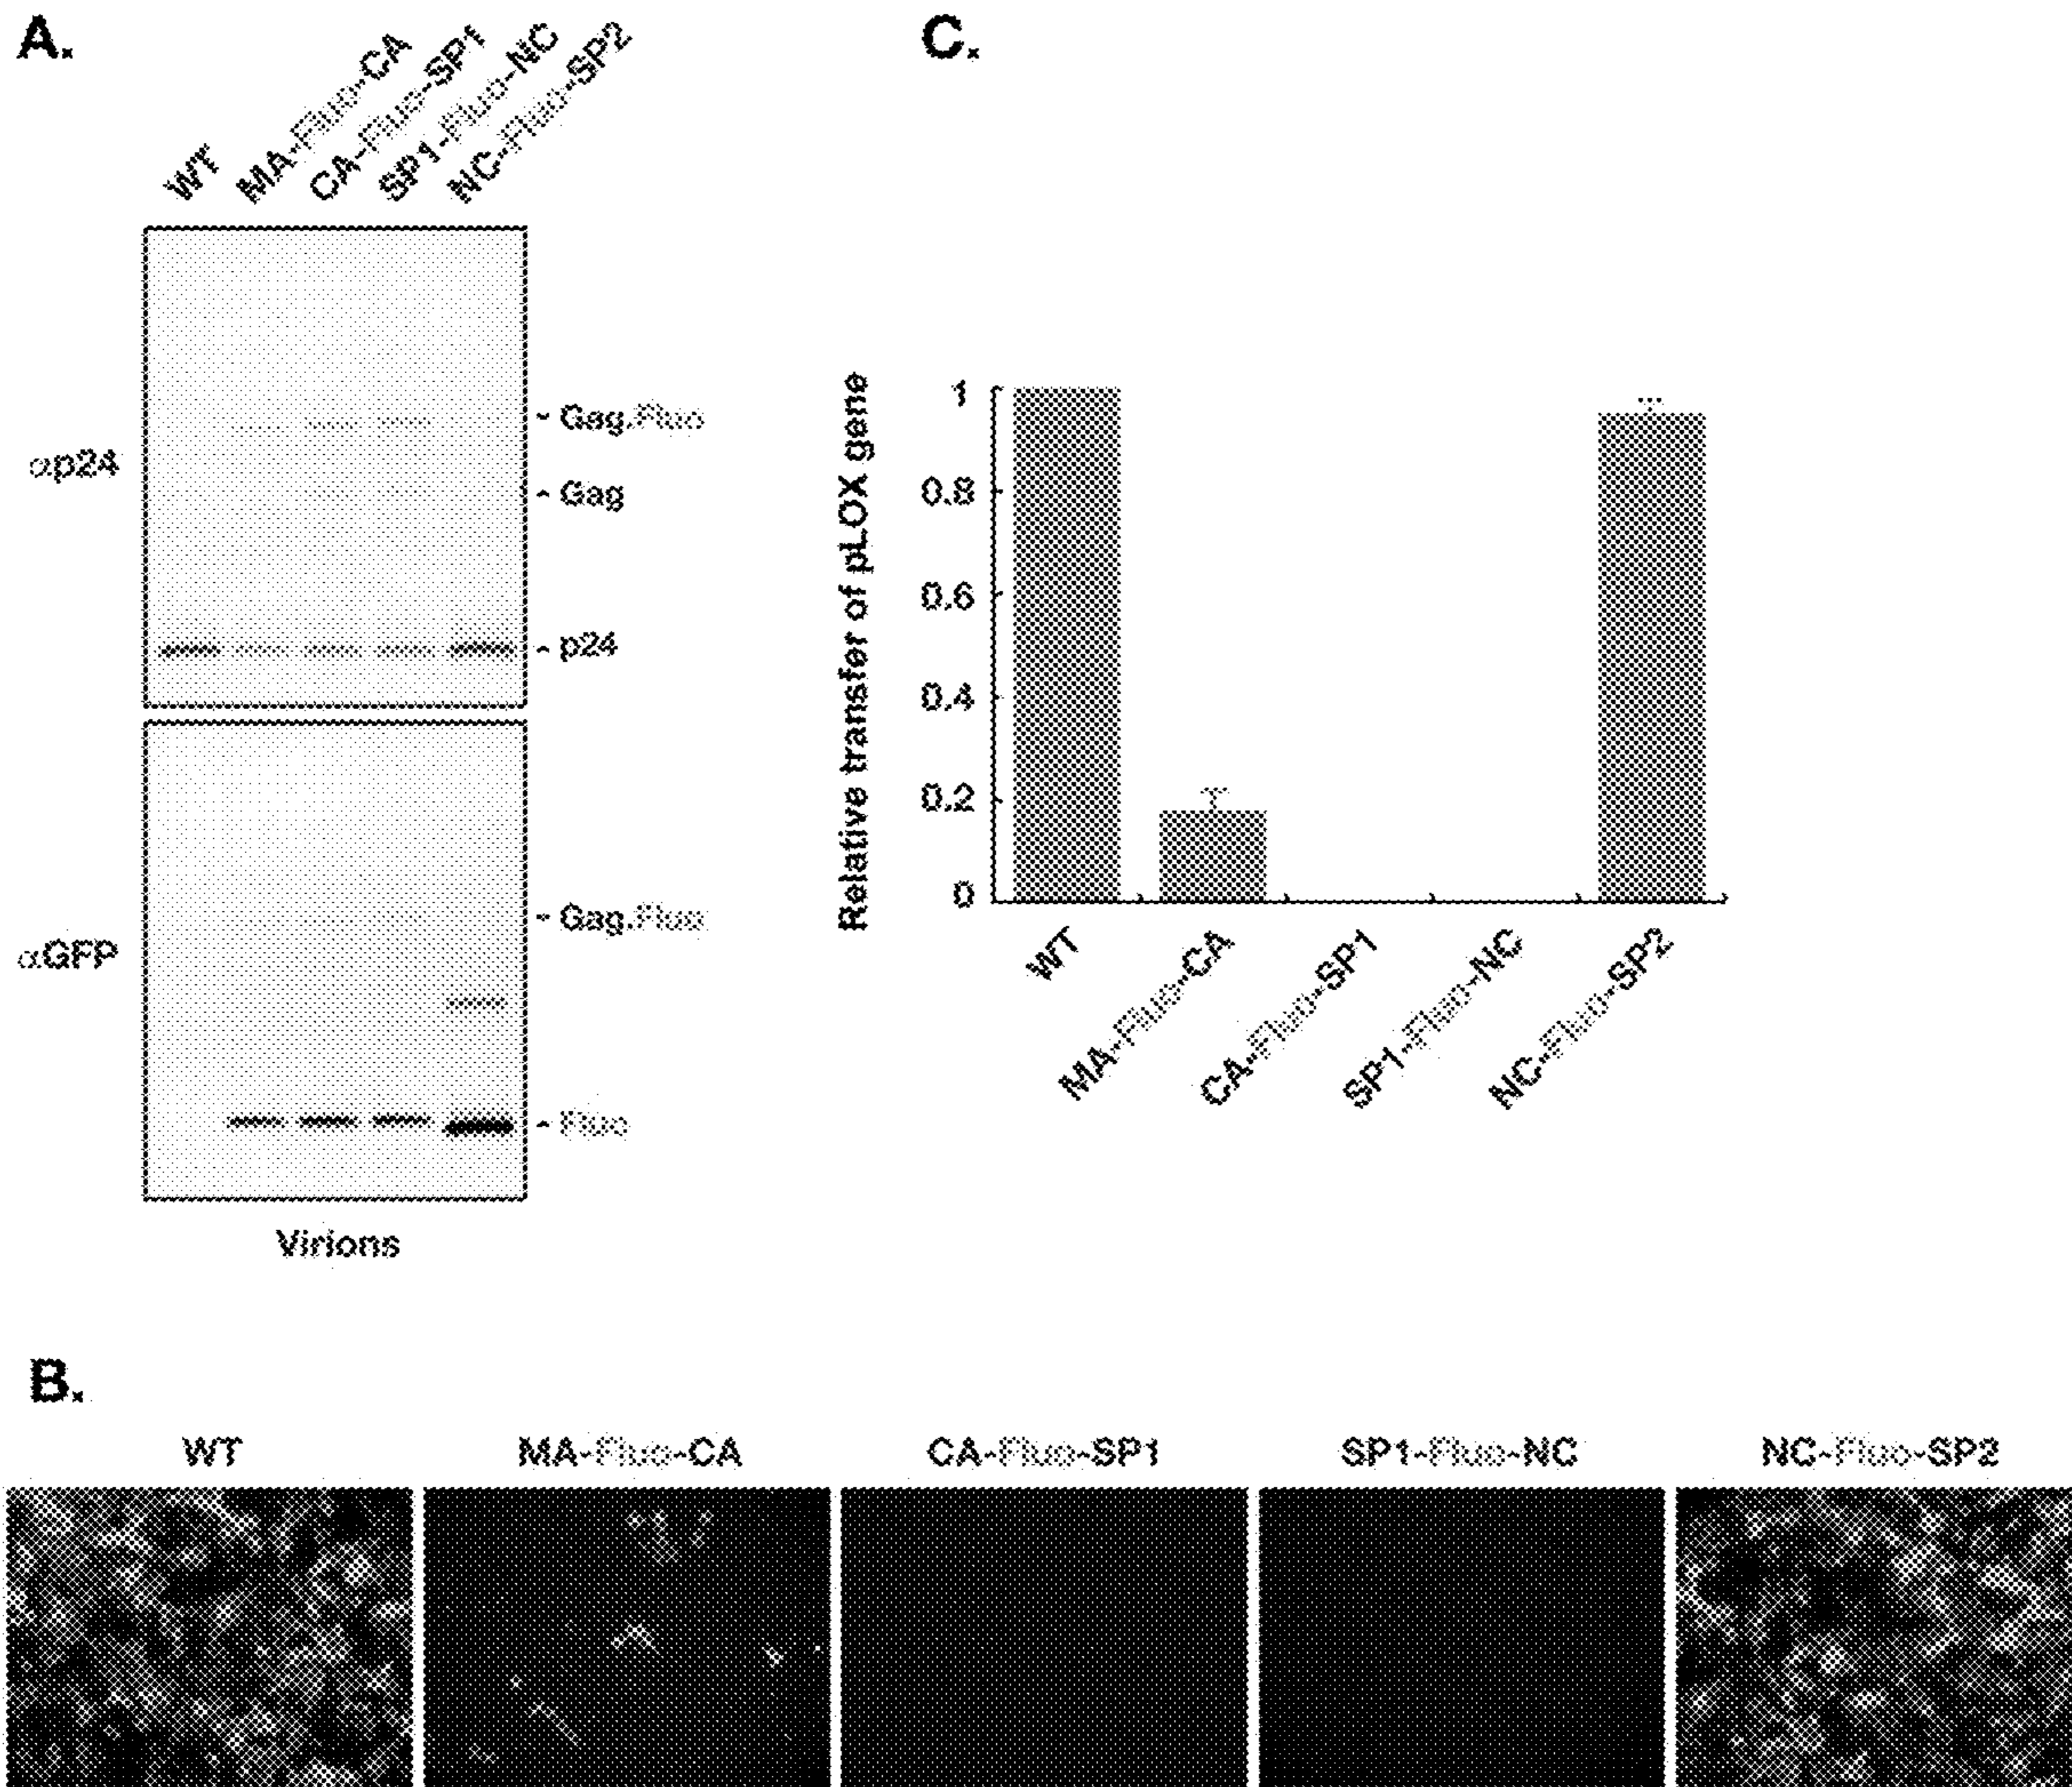 A.
WT
MA-Fluo-CA
CA-Fluo-SP1
SP1-Fluo-NC
NC-Fluo-SP2
αp24
- Gag.Fluo
- Gag
- p24
αGFP
- Gag.Fluo
- Fluo
Virions
C.
Relative transfer of pLOX gene
1
0.8
0.6
0.4
0.2
0
WT
MA-Fluo-CA
CA-Fluo-SP1
SP1-Fluo-NC
NC-Fluo-SP2
B.
WT MA-Fluo-CA CA-Fluo-SP1 SP1-Fluo-NC NC-Fluo-SP2